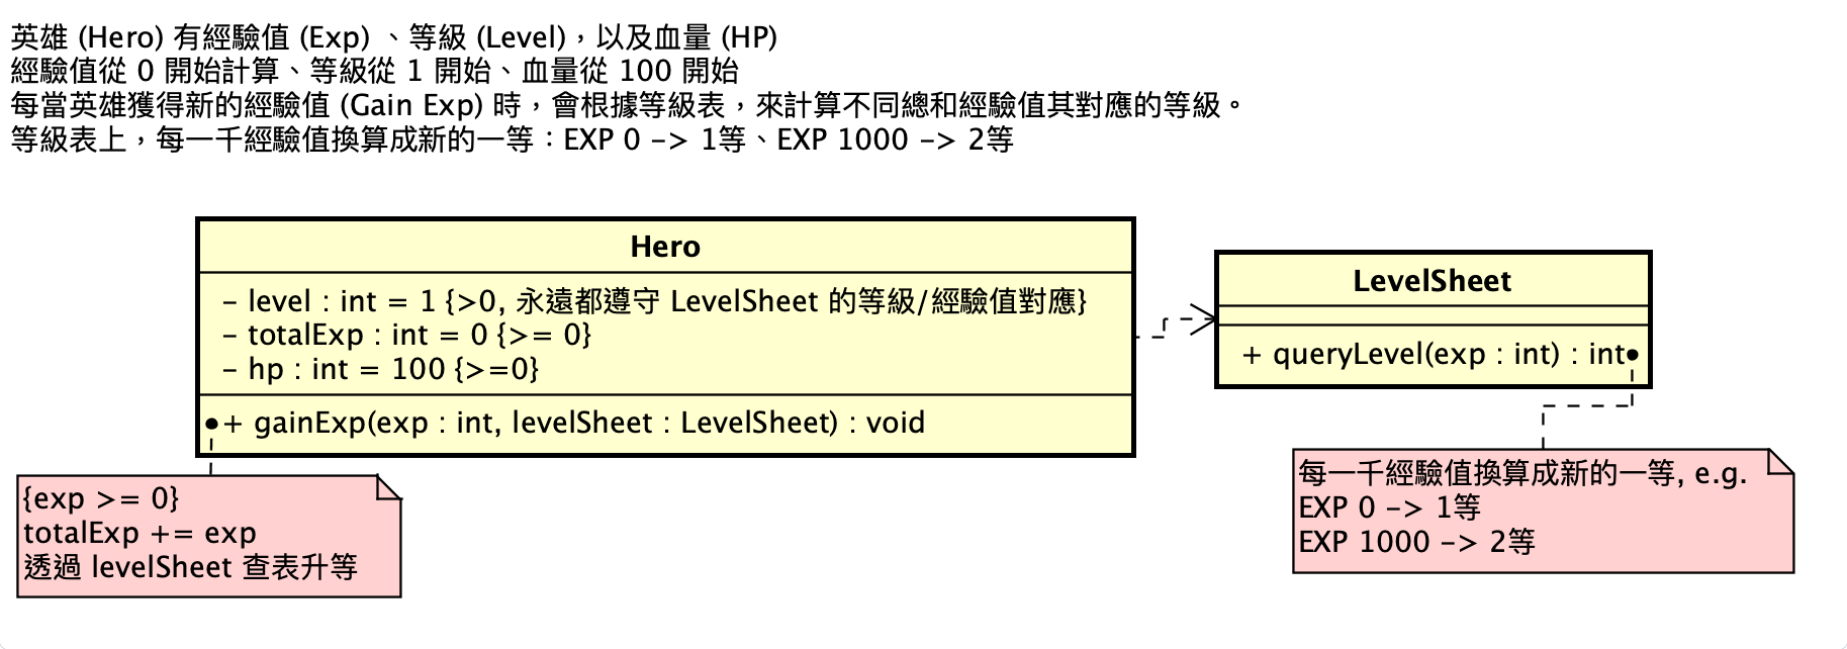 英雄 (Hero) 有經驗值 (Exp) 、等級 (Level)，以及血量 (HP)
經驗值從 0 開始計算、等級從 1 開始、血量從 100 開始
每當英雄獲得新的經驗值 (Gain Exp) 時，會根據等級表，來計算不同總和經驗值其對應的等級。
等級表上，每一千經驗值換算成新的一等：EXP 0 -> 1等、EXP 1000 -> 2等
Hero
- level : int = 1 {>0, 永遠都遵守 LevelSheet 的等級/經驗值對應}
- totalExp : int = 0 {>= 0}
- hp : int = 100 {>=0}
+ gainExp(exp : int, levelSheet : LevelSheet) : void
LevelSheet
+ queryLevel(exp : int) : int
{exp >= 0}
totalExp += exp
透過 levelSheet 查表升等
每一千經驗值換算成新的一等, e.g.
EXP 0 -> 1等
EXP 1000 -> 2等